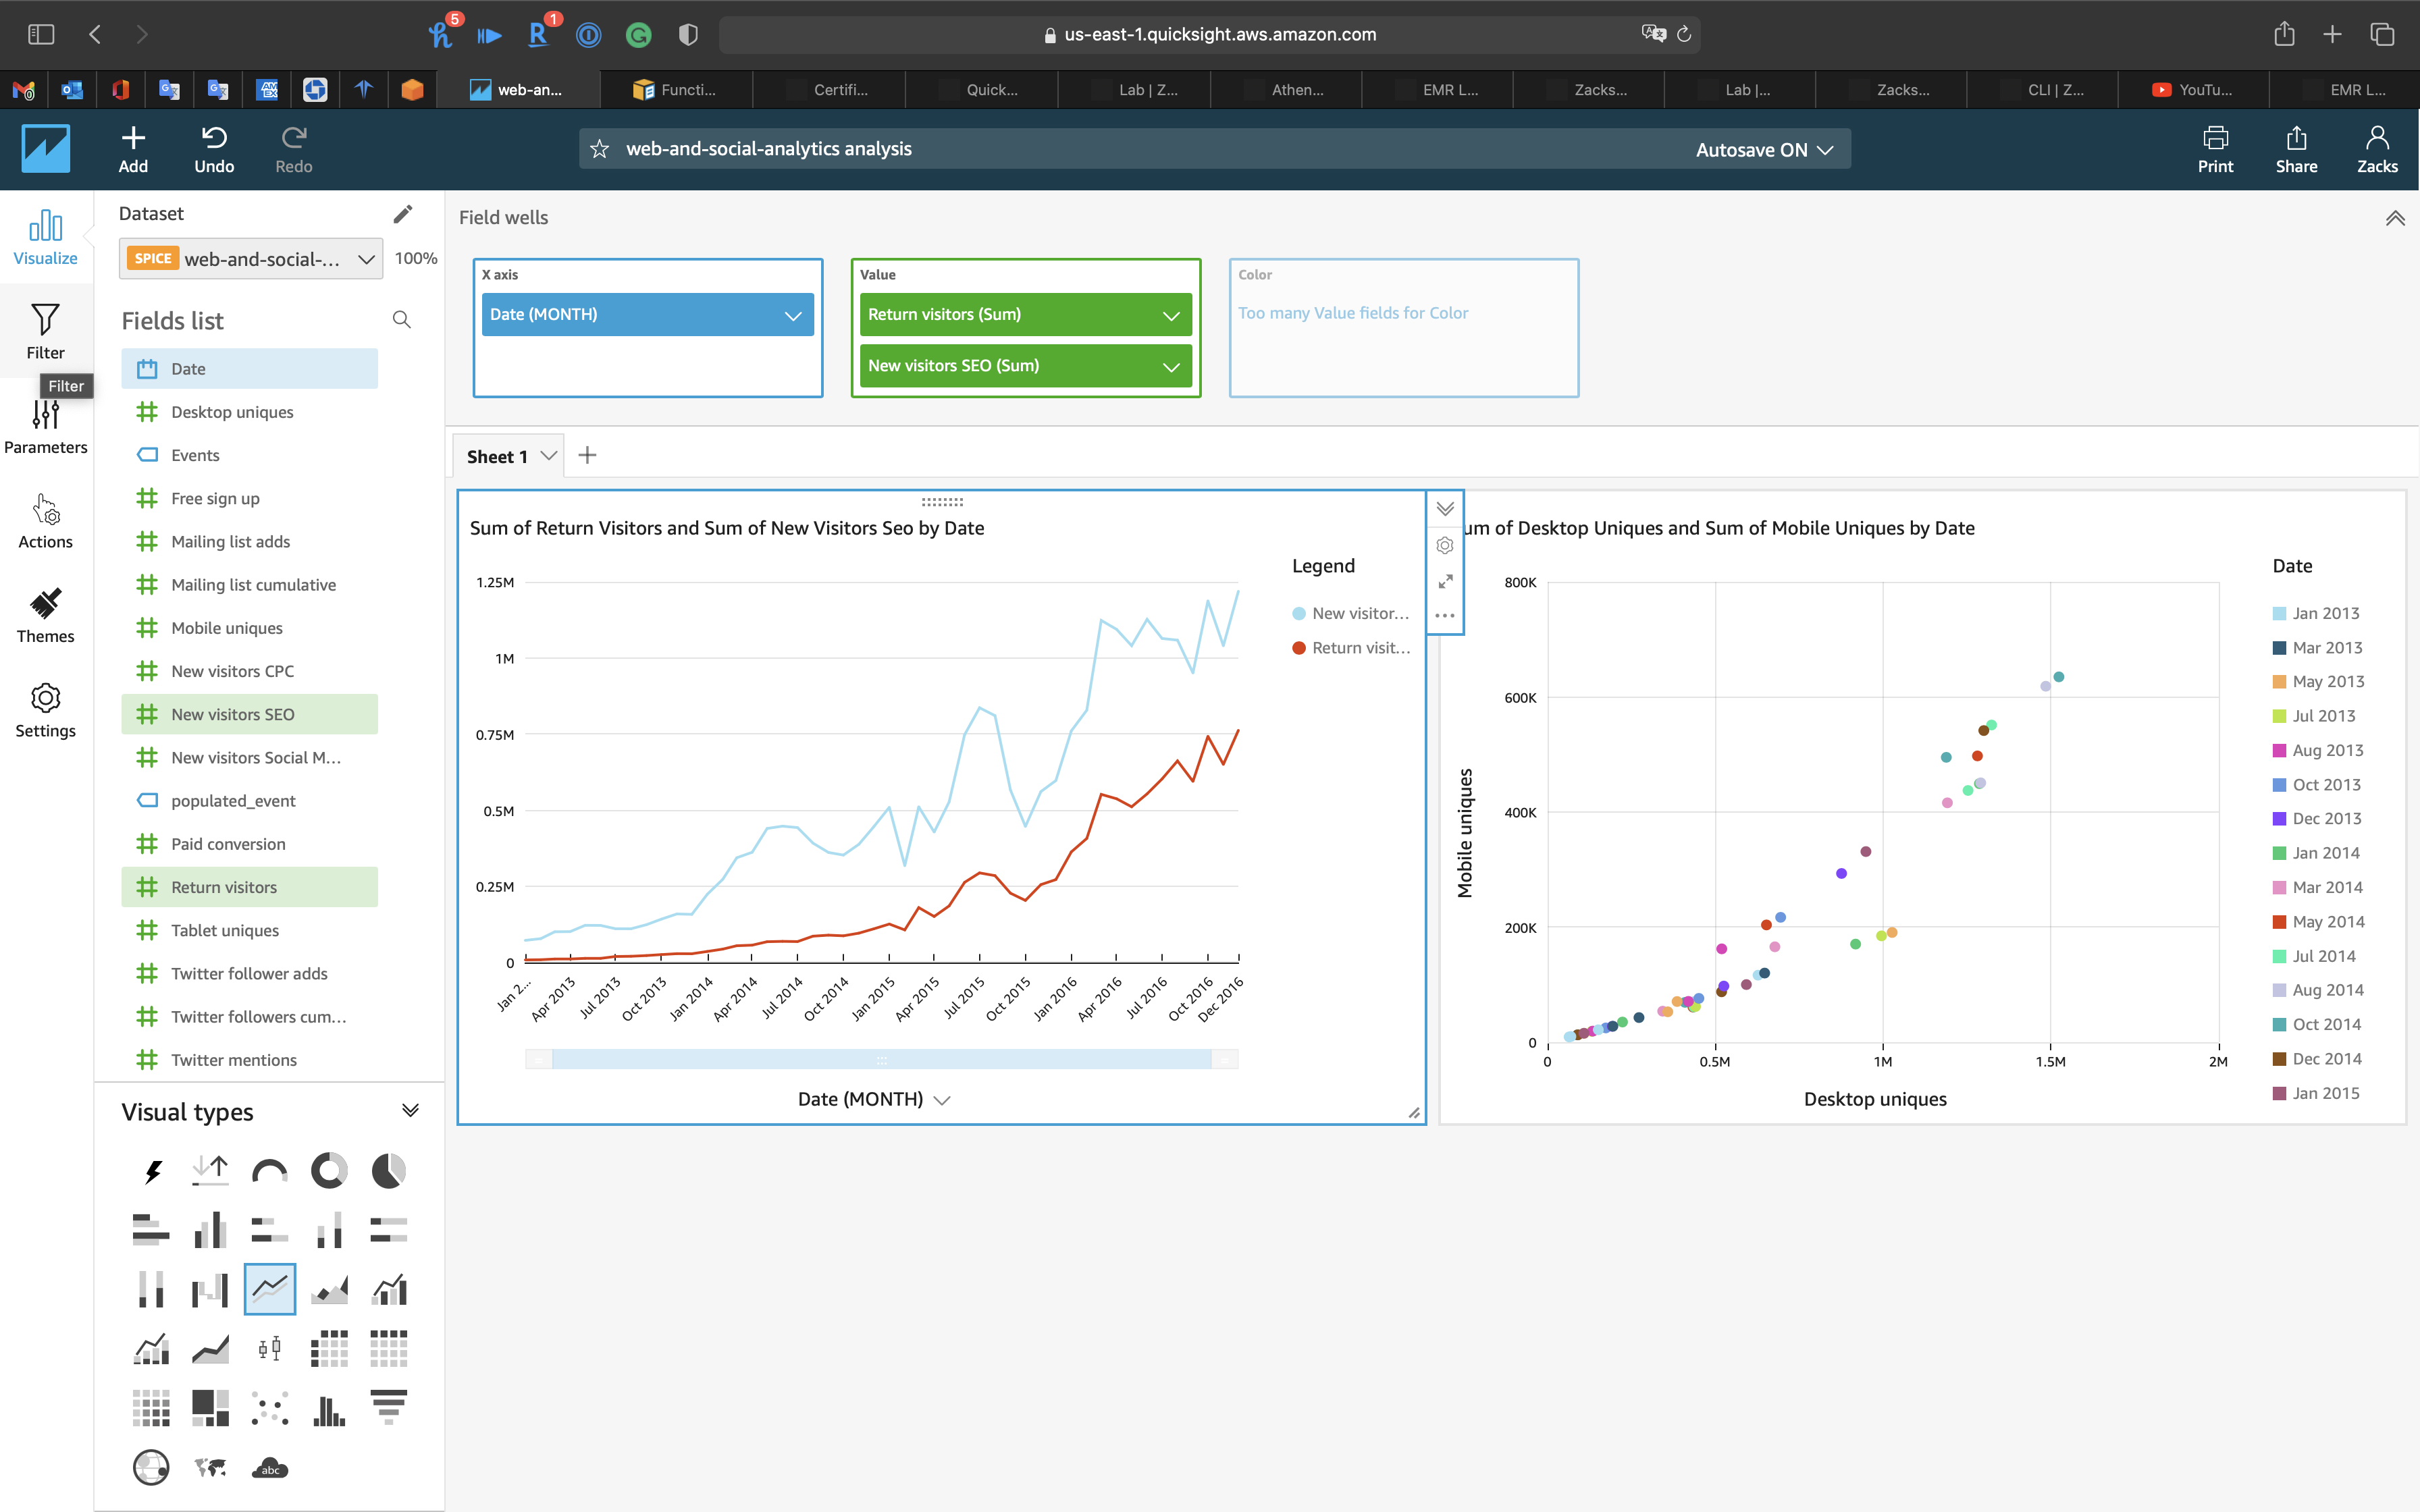 5
1
us-east-1.quicksight.aws.amazon.com
web-an...
Functi...
Certifi...
Quick...
Lab | Z...
Athen...
EMR L...
Zacks...
Lab |...
Zacks...
CLI | Z...
YouTu...
EMR L...
Add
Undo
Redo
web-and-social-analytics analysis
Autosave ON
Print
Share
Zacks
Visualize
Filter
Filter
Parameters
Actions
Themes
Settings
Dataset
SPICE web-and-social-...
100%
Fields list
Date
Desktop uniques
Events
Free sign up
Mailing list adds
Mailing list cumulative
Mobile uniques
New visitors CPC
New visitors SEO
New visitors Social M...
populated_event
Paid conversion
Return visitors
Tablet uniques
Twitter follower adds
Twitter followers cum...
Twitter mentions
Visual types
abc
Field wells
X axis
Date (MONTH)
Value
Return visitors (Sum)
New visitors SEO (Sum)
Color
Too many Value fields for Color
Sheet 1
Sum of Return Visitors and Sum of New Visitors Seo by Date
Legend
New visitor...
Return visit...
1.25M
1M
0.75M
0.5M
0.25M
0
Jan 2...
Apr 2013
Jul 2013
Oct 2013
Jan 2014
Apr 2014
Jul 2014
Oct 2014
Jan 2015
Apr 2015
Jul 2015
Oct 2015
Jan 2016
Apr 2016
Jul 2016
Oct 2016
Dec 2016
Date (MONTH)
um of Desktop Uniques and Sum of Mobile Uniques by Date
Mobile uniques
800K
600K
400K
200K
0
0
0.5M
1M
1.5M
2M
Desktop uniques
Date
Jan 2013
Mar 2013
May 2013
Jul 2013
Aug 2013
Oct 2013
Dec 2013
Jan 2014
Mar 2014
May 2014
Jul 2014
Aug 2014
Oct 2014
Dec 2014
Jan 2015